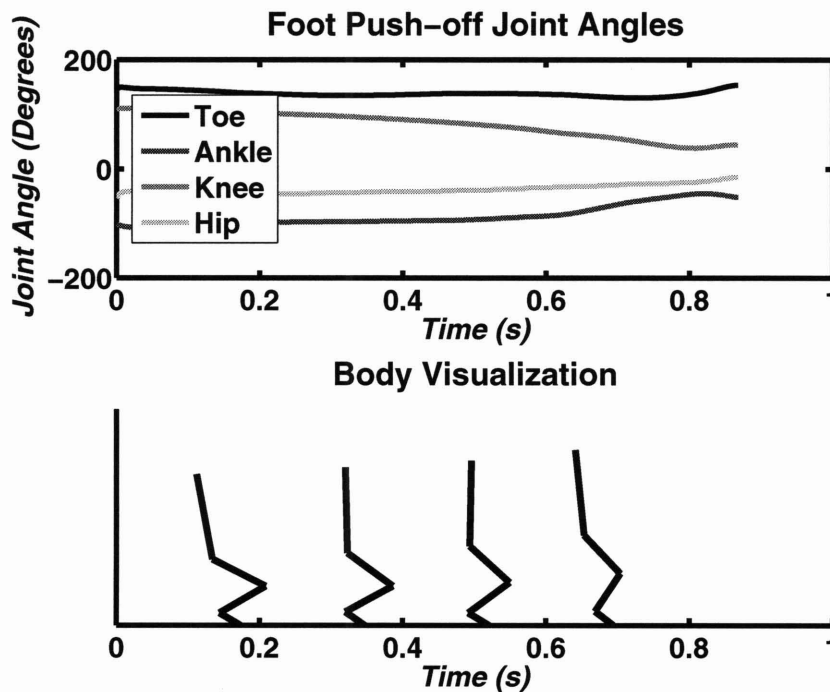 Foot Push-off Joint Angles
Joint Angle (Degrees)
200
0
-200
Toe
Ankle
Knee
Hip
0 0.2 0.4 0.6 0.8
Time (s)
Body Visualization
0 0.2 0.4 0.6 0.8
Time (s)